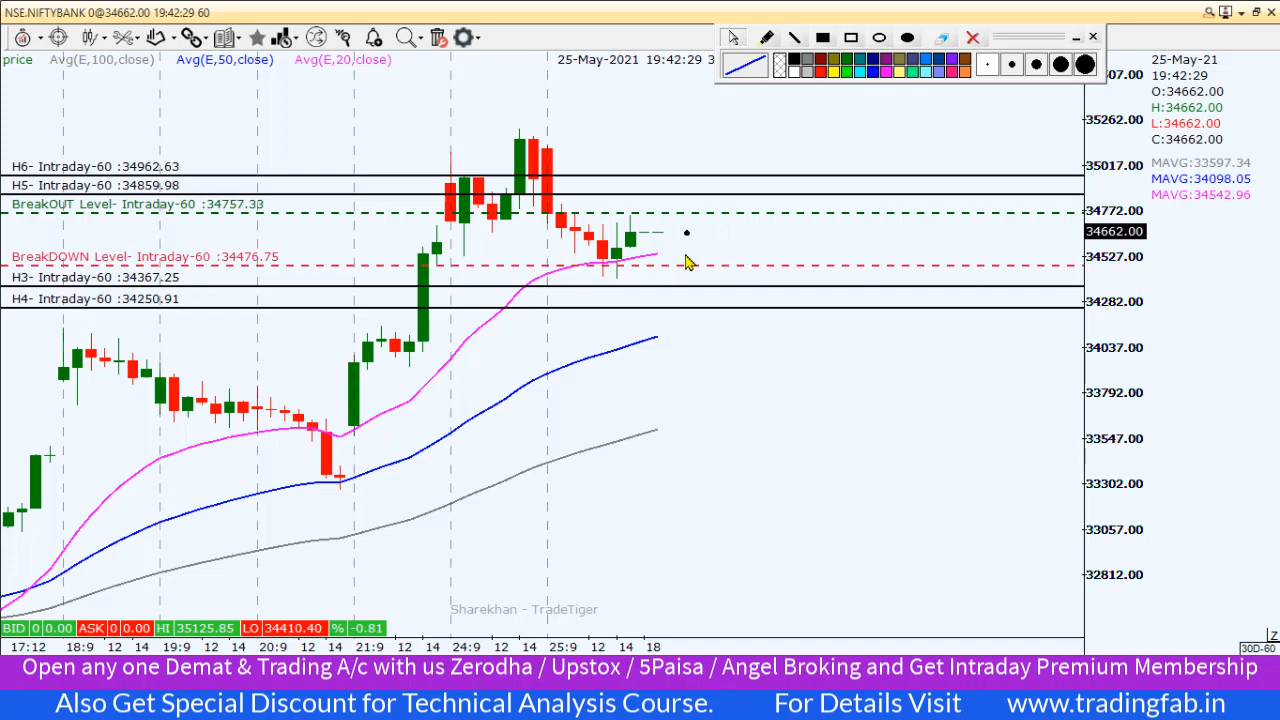 NSE.NIFTYBANK 0@34662.00 19:42:29 60
price Avg(E,100,close) Avg(E,50,close) Avg(E,20,close)
25-May-2021 19:42:29 3
25-May-21
19:42:29
O:34662.00
H:34662.00
L:34662.00
C:34662.00
MAVG:33597.34
MAVG:34098.05
MAVG:34542.96
07.00
35262.00
35017.00
34772.00
34662.00
34527.00
34282.00
34037.00
33792.00
33547.00
33302.00
33057.00
32812.00
H6- Intraday-60 :34962.63
H5- Intraday-60 :34859.98
BreakOUT Level- Intraday-60 :34757.33
BreakDOWN Level- Intraday-60 :34476.75
H3- Intraday-60 :34367.25
H4- Intraday-60 :34250.91
Sharekhan - TradeTiger
BID 0 0.00 ASK 0 0.00 HI 35125.85 LO 34410.40 % -0.81
17:12 18:9 12 14 19:9 12 14 20:9 12 14 21:9 12 14 24:9 12 14 25:9 12 14 18
Z
30D-60
Open any one Demat & Trading A/c with us Zerodha / Upstox / 5Paisa / Angel Broking and Get Intraday Premium Membership
Also Get Special Discount for Technical Analysis Course. For Details Visit www.tradingfab.in